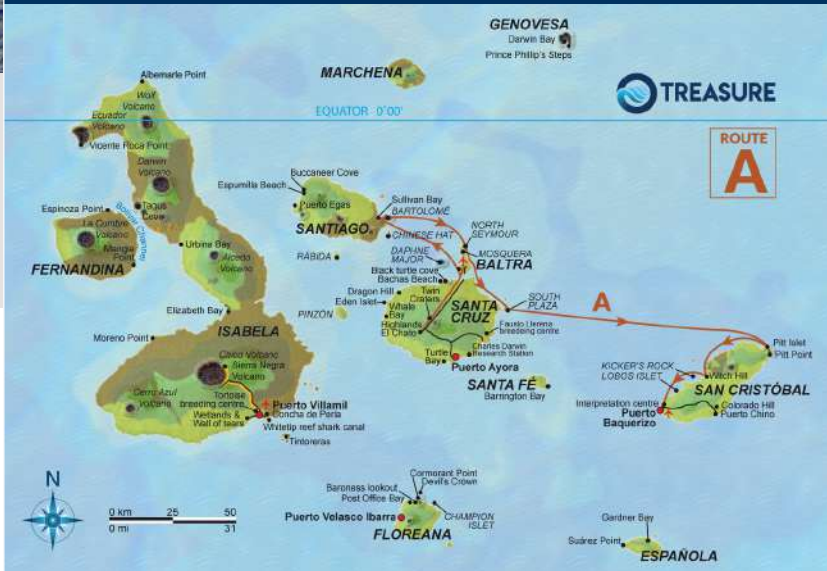 GENOVESA
Darwin Bay
Prince Phillip's Steps
MARCHENA
Albemarle Point
Wolf
Volcano
Ecuador
Volcano
Vicente Roca Point
EQUATOR 0°00'
TREASURE
ROUTE
A
Darwin
Volcano
Buccaneer Cove
Espumilla Beach
Puerto Egas
SANTIAGO
Sullivan Bay
BARTOLOMÉ
CHINESE HAT
NORTH
SEYMOUR
MOSQUERA
BALTRA
DAPHNE
MAJOR
RÁBIDA
Espinoza Point
Tagus
Cove
La Cumbre
Volcano
Mangle
Point
FERNANDINA
Bolivar Channel
Urbina Bay
Alcedo
Volcano
Black turtle cove
Bachas Beach
Dragon Hill
Twin
Craters
Eden Islet
Whale
Bay
SANTA
CRUZ
SOUTH
PLAZA
A
PINZÓN
Highlands
El Chato
Fausto Llerena
breeding centre
Charles Darwin
Research Station
Turtle
Bay
Puerto Ayora
Elizabeth Bay
Moreno Point
ISABELA
SANTA FÉ
Barrington Bay
Pitt Islet
Pitt Point
KICKER'S ROCK
LOBOS ISLET
Witch Hill
SAN CRISTÓBAL
Interpretation centre
Puerto
Baquerizo
Colorado Hill
Puerto Chino
Sierra Negra
Volcano
Cerro Azul
Volcano
Tortoise
breeding centre
Wetlands &
Wall of tears
Puerto Villamil
Concha de Perla
Whitetip reef shark canal
Tintoreras
N
0 km 25 50
0 mi 31
Cormorant Point
Devil's Crown
Baroness lookout
Post Office Bay
Puerto Velasco Ibarra
CHAMPION
ISLET
FLOREANA
Gardner Bay
Suárez Point
ESPAÑOLA